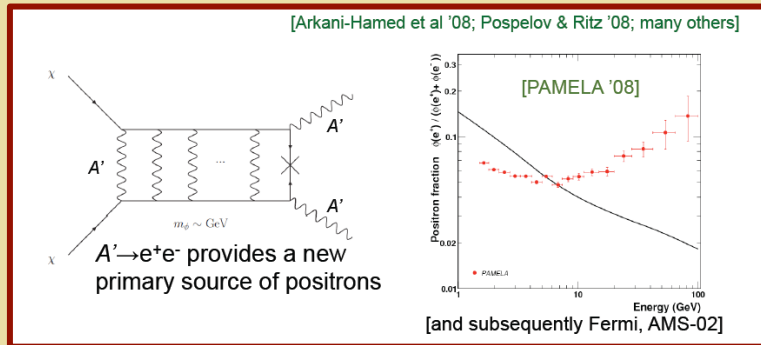 [Arkani-Hamed et al '08; Pospelov & Ritz '08; many others]
χ
A'
...
A'
A'
m_ϕ ∼ GeV
χ
A'→e⁺e⁻ provides a new
primary source of positrons
Positron fraction φ(e⁺) / (φ(e⁺)+ φ(e⁻))
0.3
0.2
0.1
0.02
0.01
[PAMELA '08]
PAMELA
1
10
100
Energy (GeV)
[and subsequently Fermi, AMS-02]